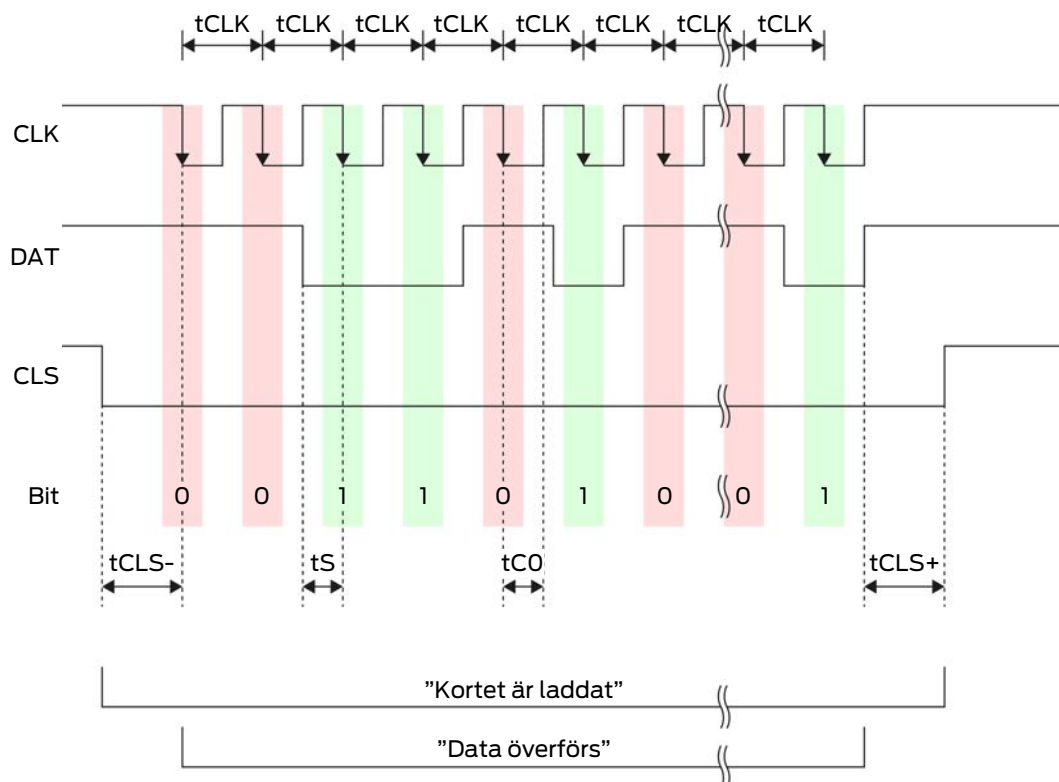 tCLK tCLK tCLK tCLK tCLK tCLK tCLK tCLK
CLK
DAT
CLS
Bit 0 0 1 1 0 1 0 0 1
tCLS- tS tC0 tCLS+
”Kortet är laddat”
”Data överförs”